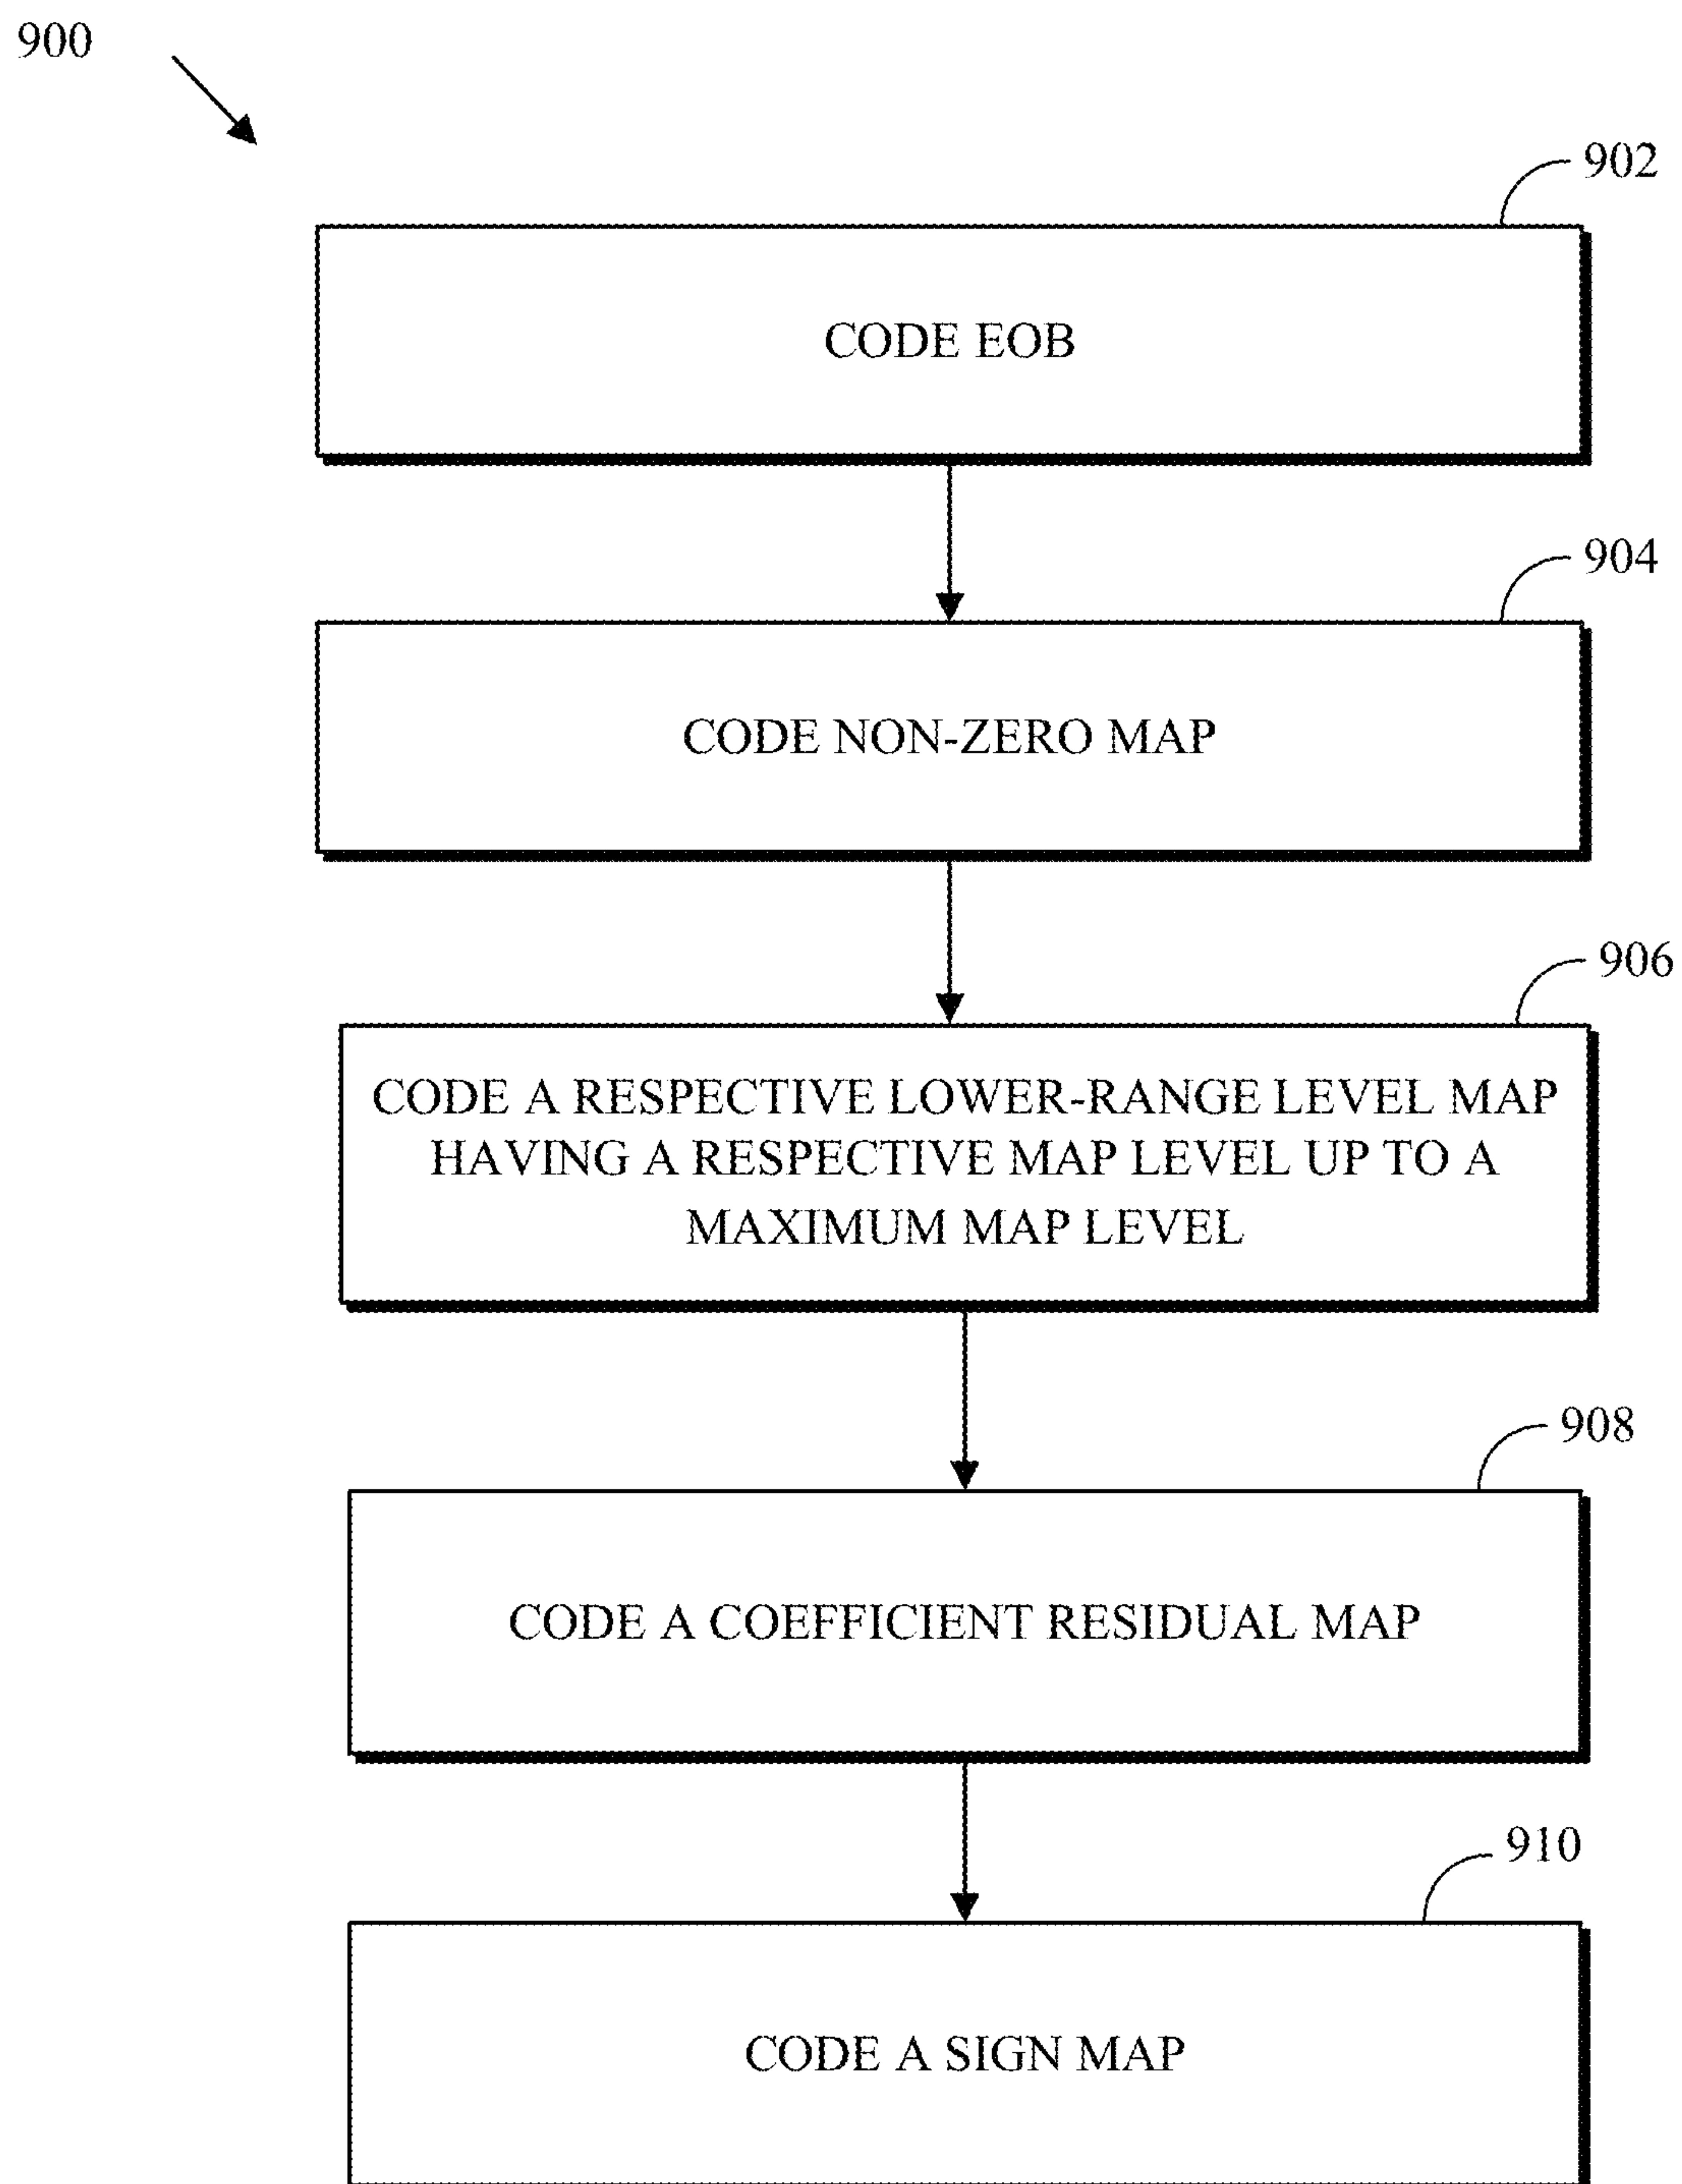 900
902
CODE EOB
904
CODE NON-ZERO MAP
906
CODE A RESPECTIVE LOWER-RANGE LEVEL MAP
HAVING A RESPECTIVE MAP LEVEL UP TO A
MAXIMUM MAP LEVEL
908
CODE A COEFFICIENT RESIDUAL MAP
910
CODE A SIGN MAP